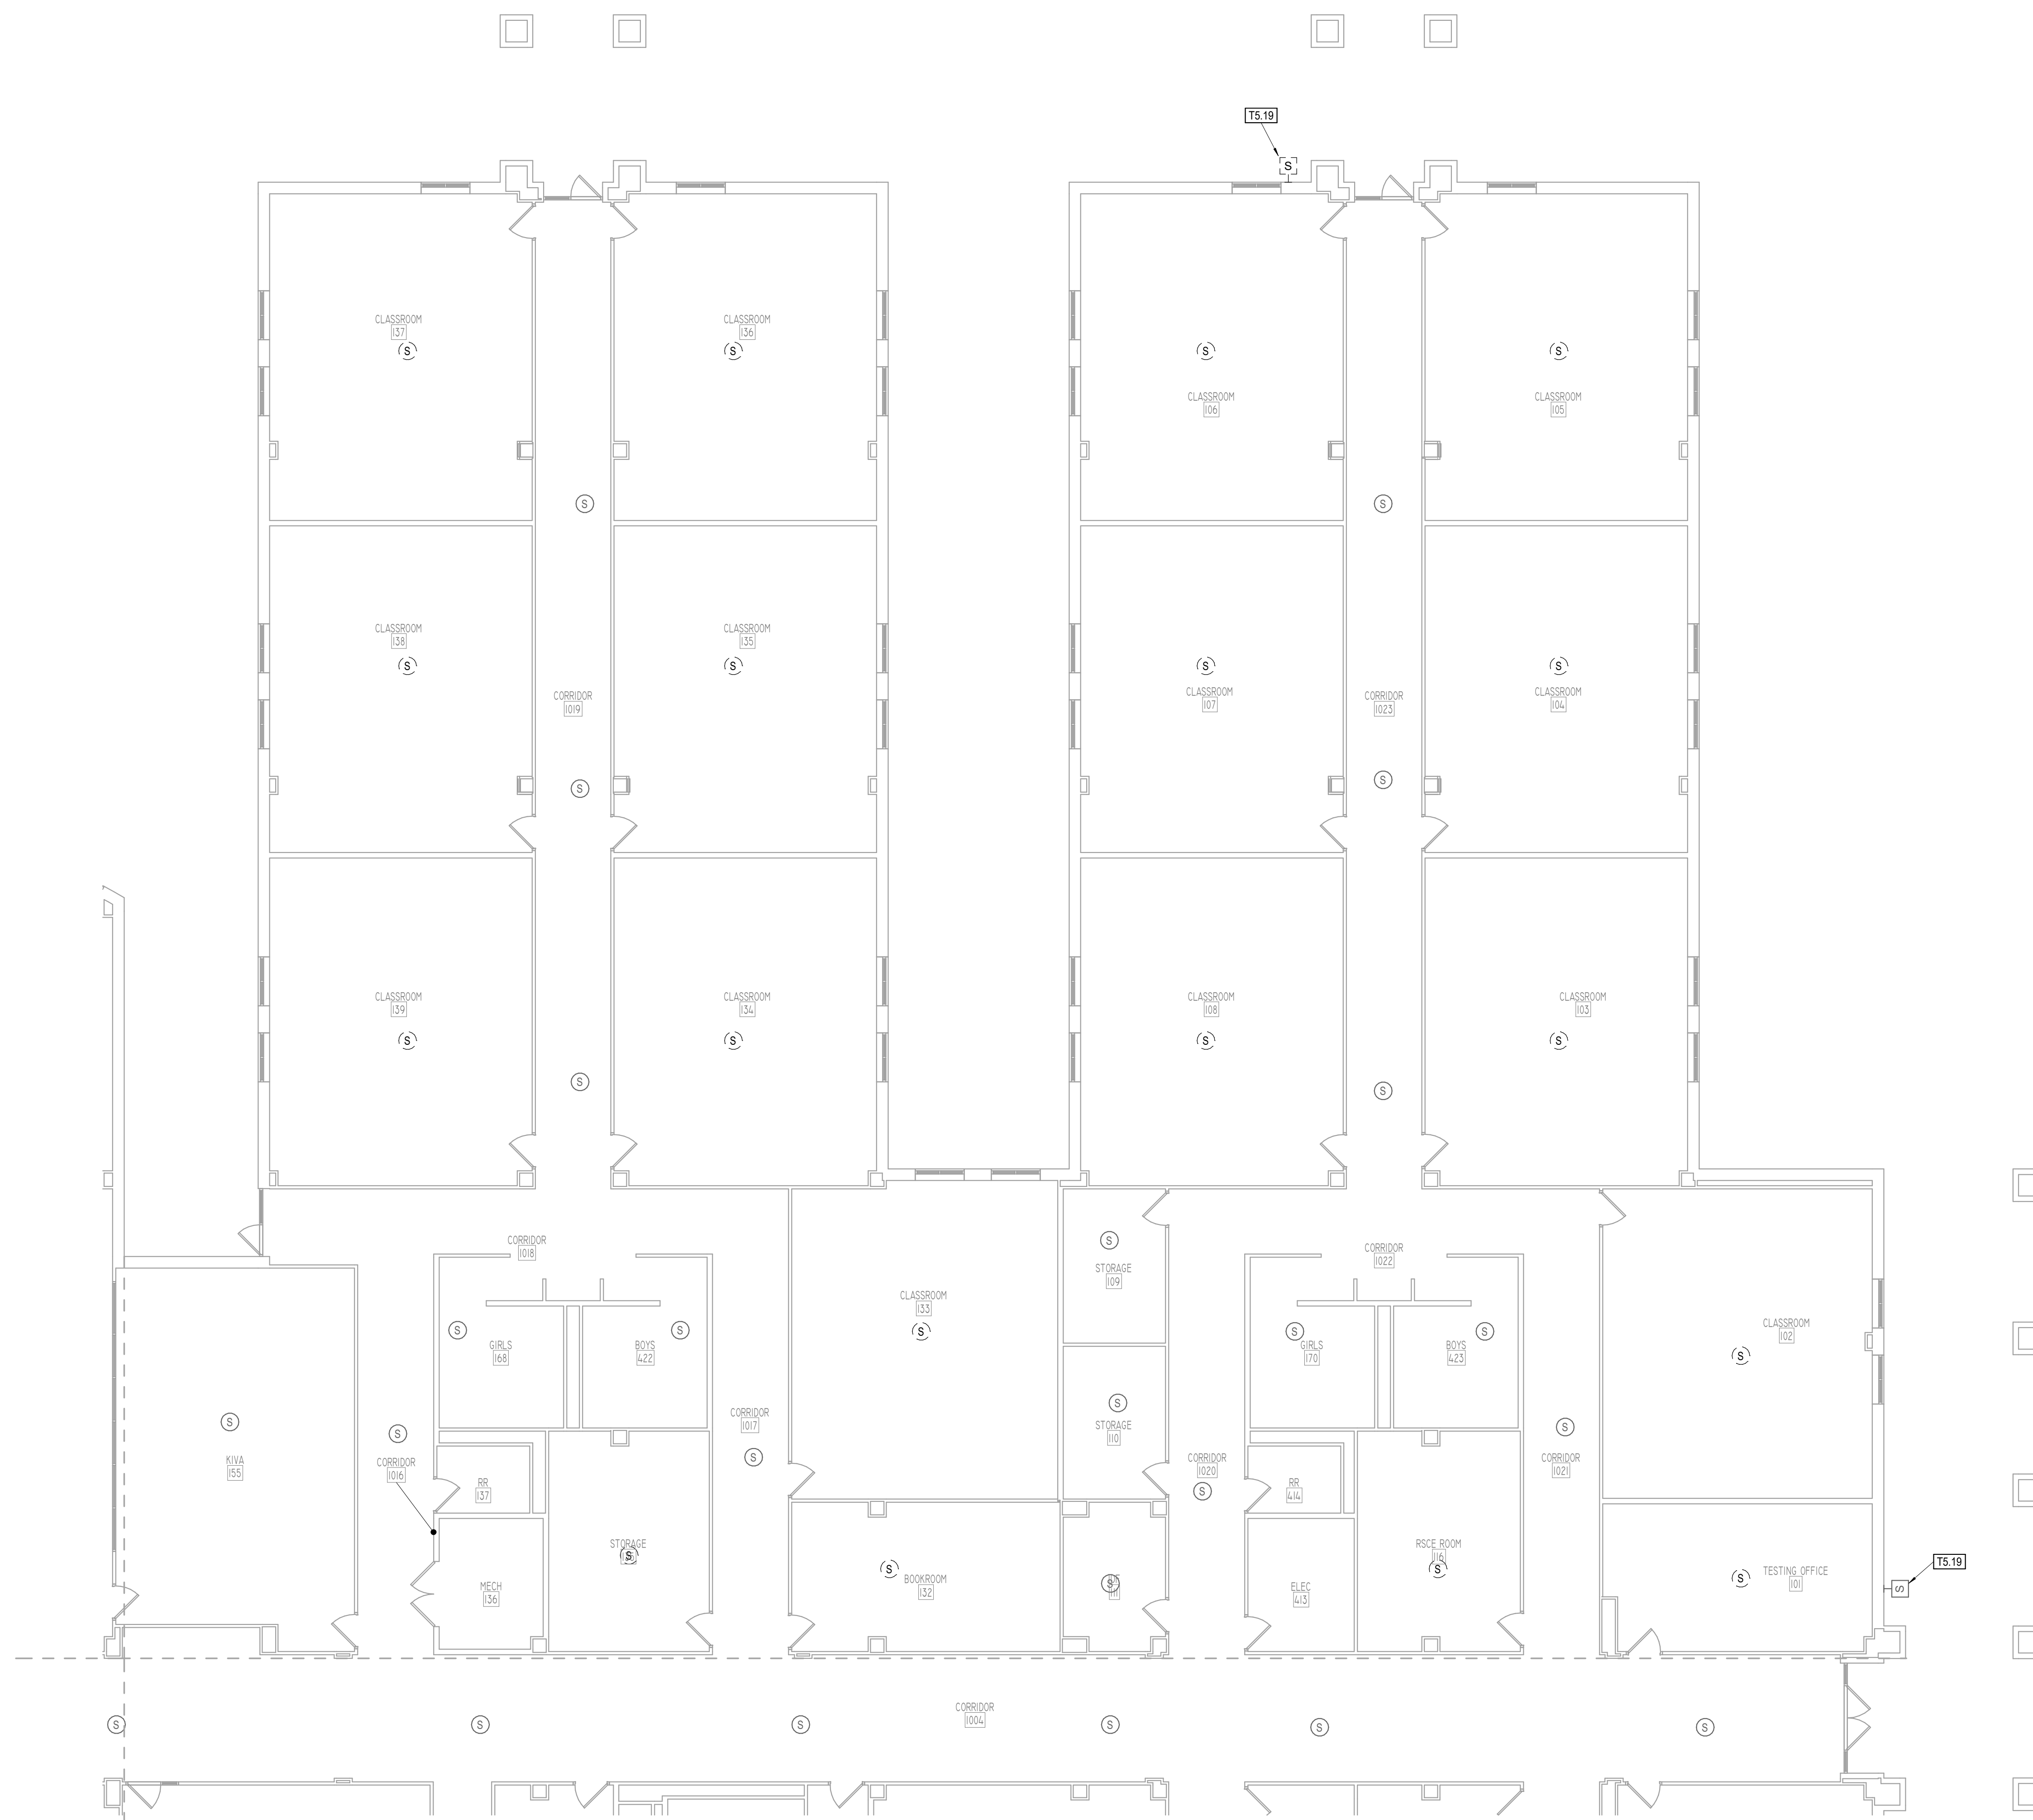 T5.19
S
CLASSROOM
137
S
CLASSROOM
136
S
S
CLASSROOM
106
S
CLASSROOM
105
S
S
CLASSROOM
138
S
CLASSROOM
135
S
S
CLASSROOM
107
S
CLASSROOM
104
CORRIDOR
1019
CORRIDOR
1023
S
S
CLASSROOM
139
S
CLASSROOM
134
S
CLASSROOM
108
S
CLASSROOM
103
S
S
S
CORRIDOR
1018
CORRIDOR
1022
S
STORAGE
109
CLASSROOM
133
S
S
GIRLS
168
S
BOYS
422
S
GIRLS
170
S
BOYS
423
CLASSROOM
102
S
S
KIVA
155
S
CORRIDOR
1016
CORRIDOR
1017
S
S
STORAGE
110
CORRIDOR
1020
S
S
CORRIDOR
1021
RR
137
RR
414
STORAGE
S
MECH
136
S
BOOKROOM
132
S
111
RSCE ROOM
116
S
ELEC
413
TESTING OFFICE
101
S
S
T5.19
CORRIDOR
1004
S
S
S
S
S
S